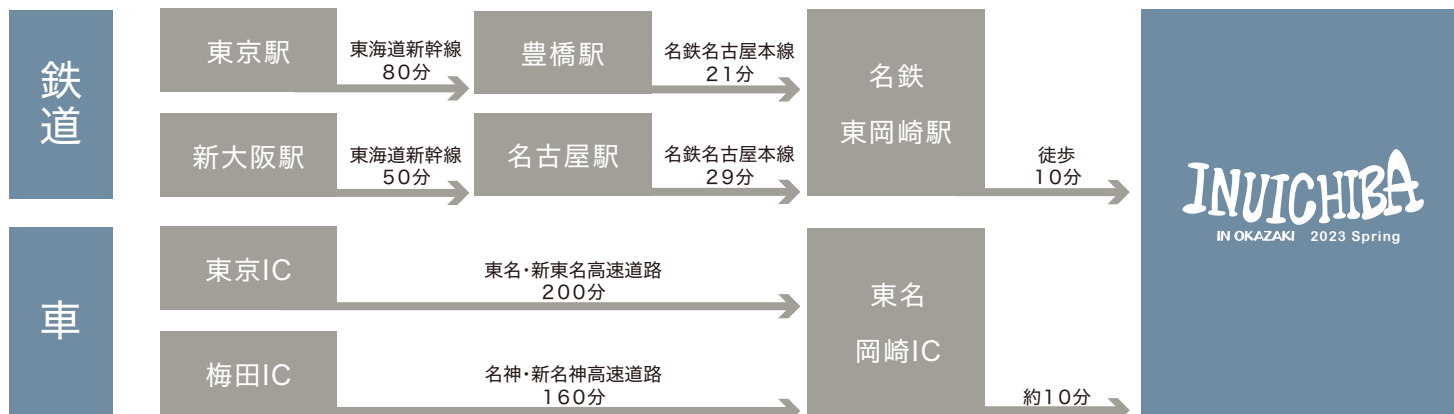 鉄道
東京駅
東海道新幹線
80分
豊橋駅
名鉄名古屋本線
21分
新大阪駅
東海道新幹線
50分
名古屋駅
名鉄名古屋本線
29分
名鉄
東岡崎駅
徒歩
10分
車
東京IC
東名・新東名高速道路
200分
梅田IC
名神・新名神高速道路
160分
東名
岡崎IC
約10分
INUICHIBA
IN OKAZAKI 2023 Spring